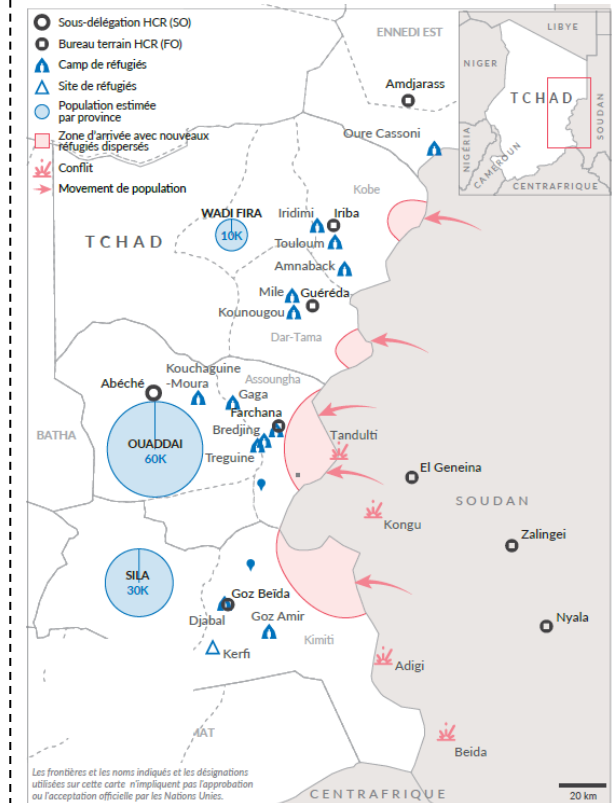 Sous-délégation HCR (SO)
Bureau terrain HCR (FO)
Camp de réfugiés
Site de réfugiés
Population estimée
par province
Zone d'arrivée avec nouveaux
réfugiés dispersés
Conflit
Movement de population
ENNEDI EST
Amdjarass
Oure Cassoni
LIBYE
NIGER
TCHAD
SOUDAN
NIGÉRIA
CAMEROUN
CENTRAFRIQUE
Kobe
WADI FIRA
10K
Iridimi
Iriba
TCHAD
Touloum
Amnaback
Mile
Guéréda
Kounougou
Dar-Tama
Kouchaguine
-Moura
Assoungha
Abéché
Gaga
Farchana
BATHA
Bredjing
Tandulti
OUADDAI
60K
Treguine
El Geneina
SOUDAN
Kongu
Zalingei
SILA
30K
Goz Beïda
Djabal
Goz Amir
Nyala
Kimiti
Kerfi
Adigi
Beida
Les frontières et les noms indiqués et les désignations
utilisées sur cette carte n'impliquent pas l'approbation
ou l'acceptation officielle par les Nations Unies.
CENTRAFRIQUE
20 km